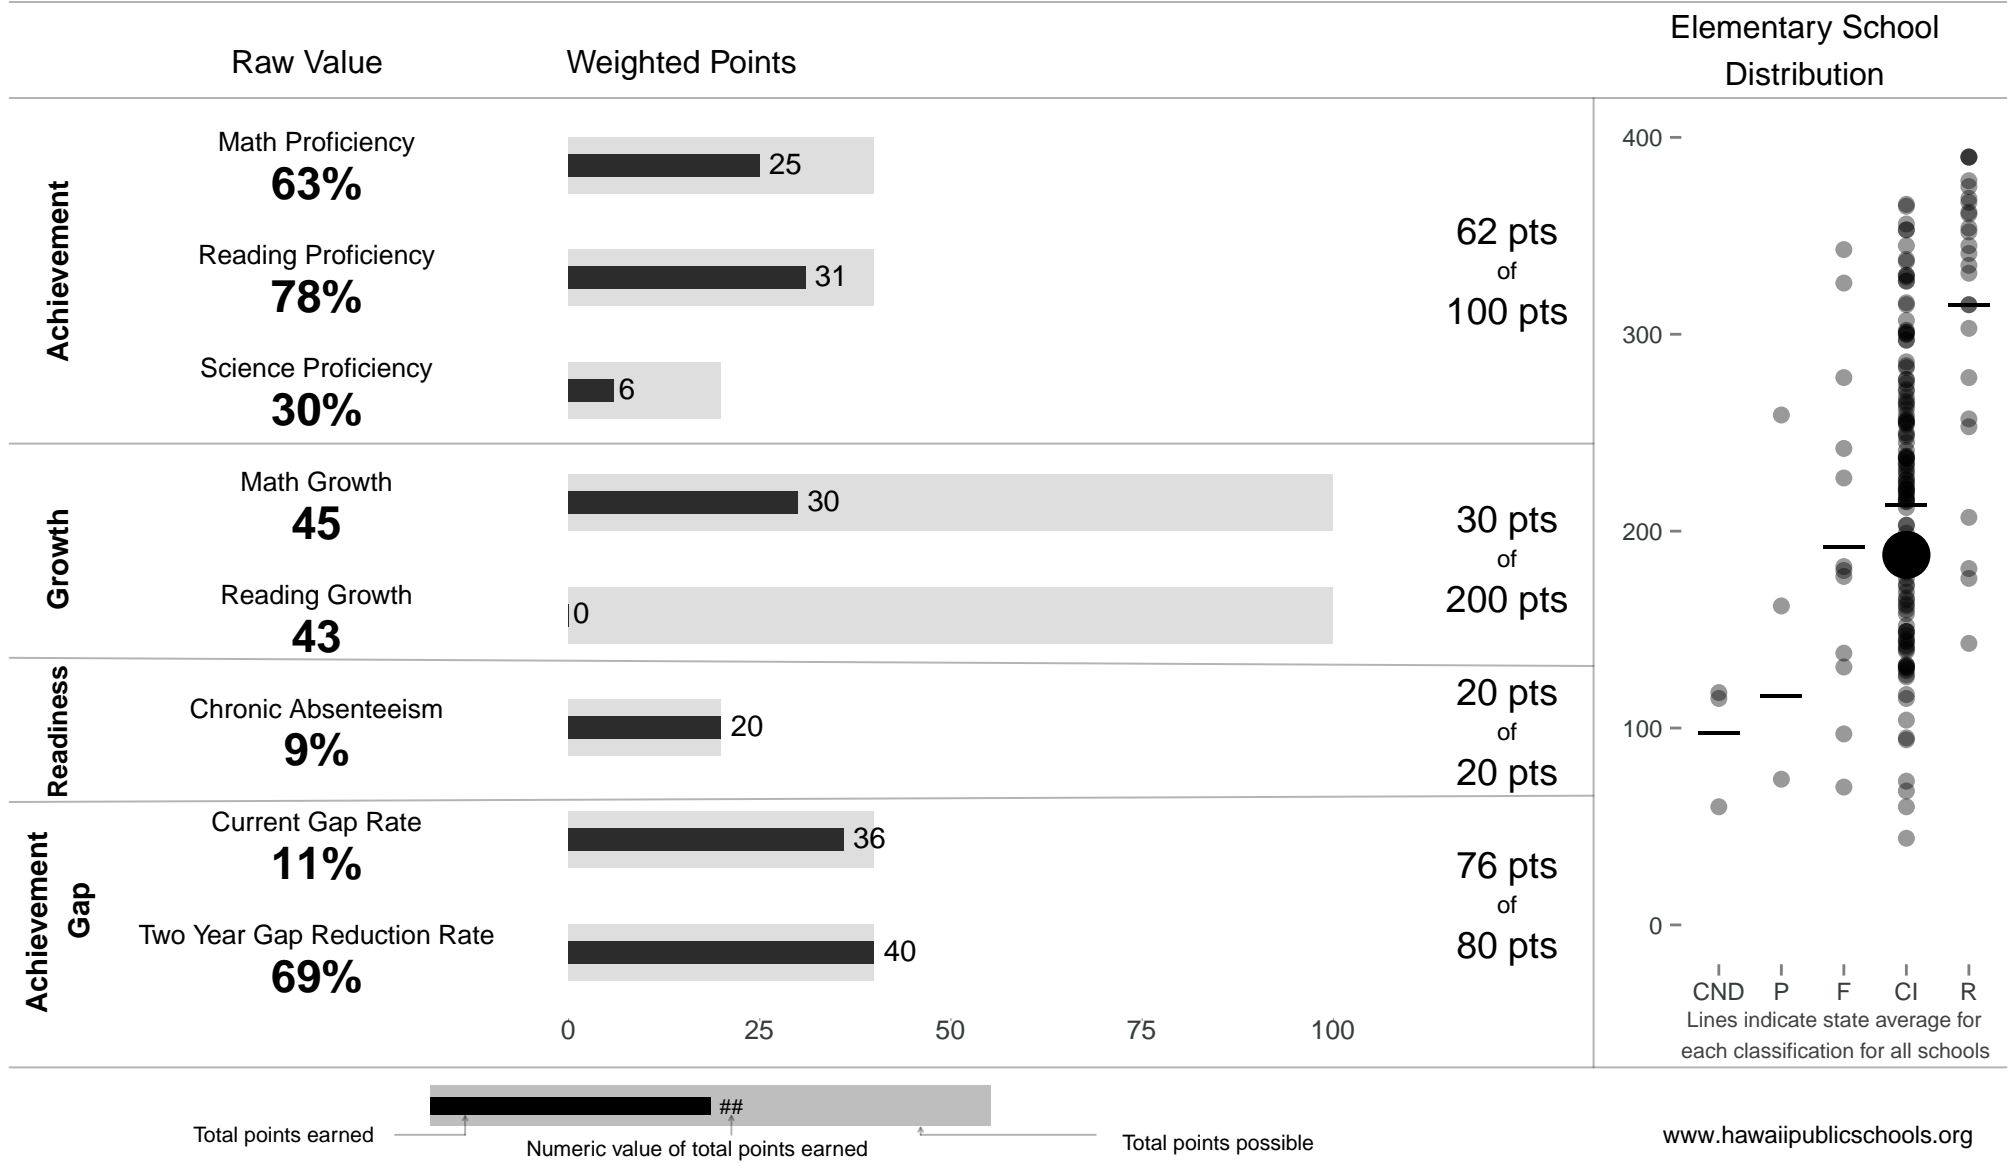 Raw Value
Weighted Points
Elementary School
Distribution
Achievement
Math Proficiency
63%
25
Reading Proficiency
78%
31
Science Proficiency
30%
6
62 pts
of
100 pts
Growth
Math Growth
45
30
Reading Growth
43
0
30 pts
of
200 pts
Readiness
Chronic Absenteeism
9%
20
20 pts
of
20 pts
Achievement
Gap
Current Gap Rate
11%
36
Two Year Gap Reduction Rate
69%
40
76 pts
of
80 pts
0 25 50 75 100
400
300
200
100
0
CND P F CI R
Lines indicate state average for
each classification for all schools
##
Total points earned
Numeric value of total points earned
Total points possible
www.hawaiipublicschools.org